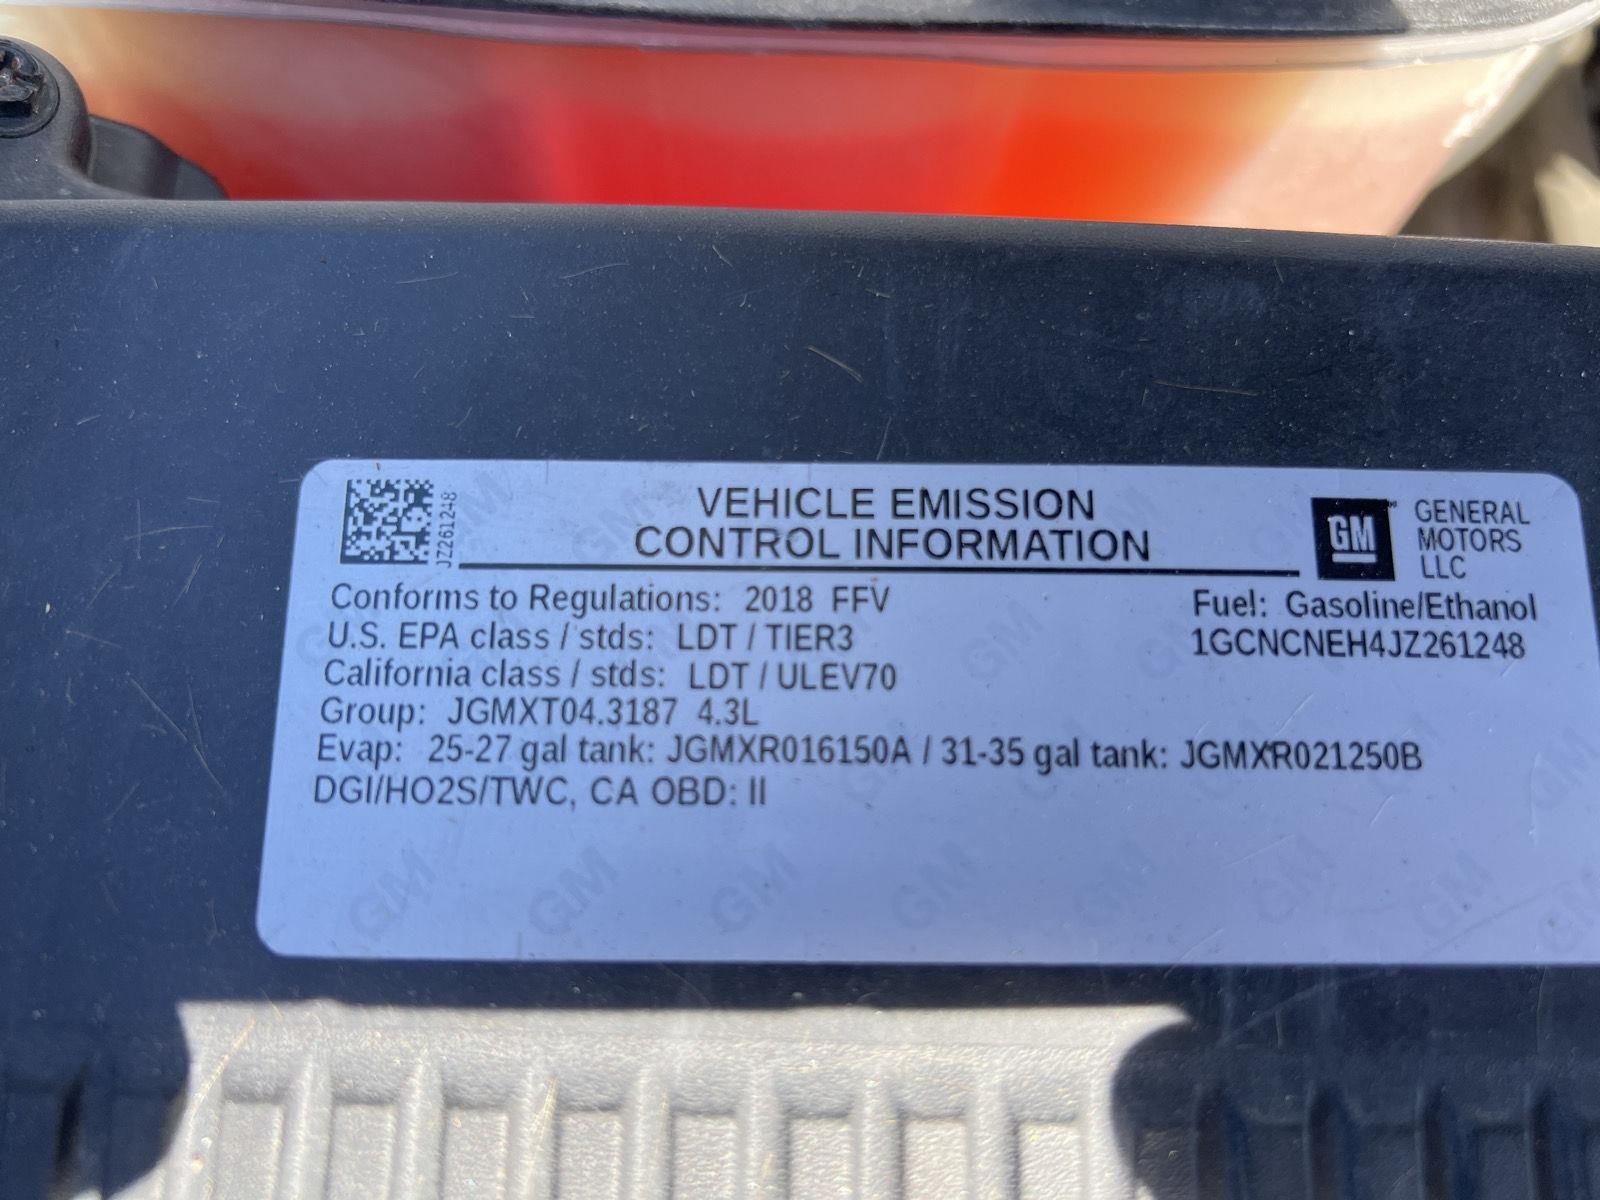 JZ261248
VEHICLE EMISSION
CONTROL INFORMATION
GM
GENERAL
MOTORS
LLC
Conforms to Regulations: 2018 FFV
U.S. EPA class / stds: LDT / TIER3
California class / stds: LDT / ULEV70
Group: JGMXT04.3187 4.3L
Evap: 25-27 gal tank: JGMXR016150A / 31-35 gal tank: JGMXR021250B
DGI/HO2S/TWC, CA OBD: II
Fuel: Gasoline/Ethanol
1GCNCNEH4JZ261248